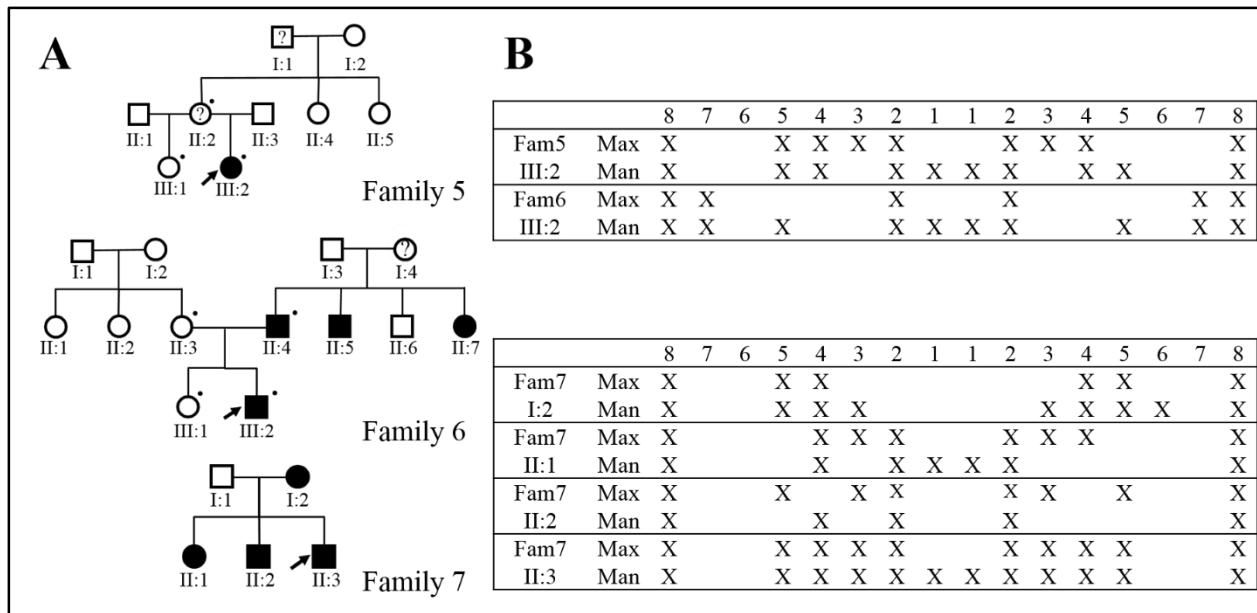 A
?
I:1 I:2
?
II:1 II:2 II:3 II:4 II:5
III:1 III:2
Family 5
?
I:1 I:2 I:3 I:4
II:1 II:2 II:3 II:4 II:5 II:6 II:7
III:1 III:2
Family 6
I:1 I:2
II:1 II:2 II:3
Family 7
B
8 7 6 5 4 3 2 1 1 2 3 4 5 6 7 8
Fam5 Max X X X X X X X X X
III:2 Man X X X X X X X X X X
Fam6 Max X X X X X X
III:2 Man X X X X X X X X X X
8 7 6 5 4 3 2 1 1 2 3 4 5 6 7 8
Fam7 Max X X X X X X
I:2 Man X X X X X X X X X
Fam7 Max X X X X X X X X
II:1 Man X X X X X X X
Fam7 Max X X X X X X X X
II:2 Man X X X X X
Fam7 Max X X X X X X X X X X
II:3 Man X X X X X X X X X X X X